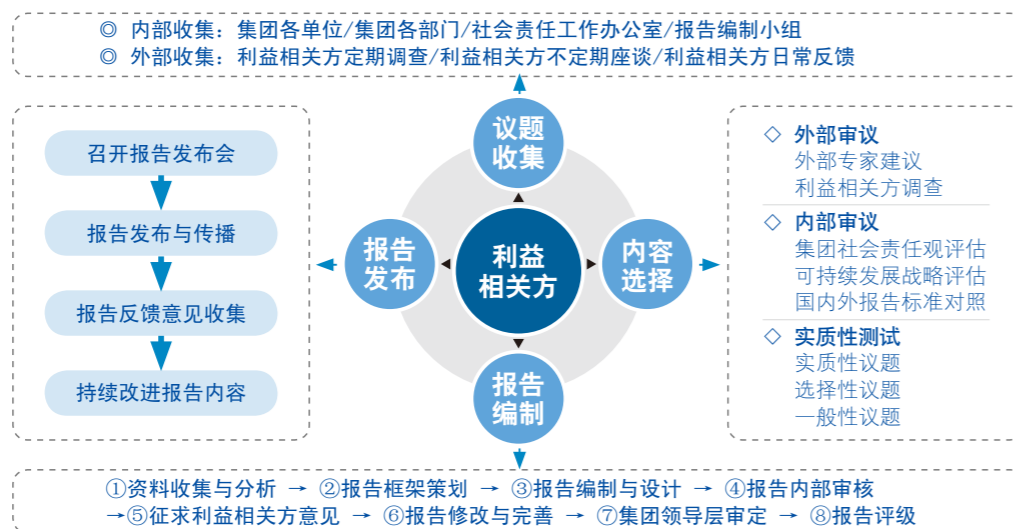 ◎ 内部收集：集团各单位/集团各部门/社会责任工作办公室/报告编制小组
◎ 外部收集：利益相关方定期调查/利益相关方不定期座谈/利益相关方日常反馈
议题
收集
召开报告发布会
报告发布与传播
报告反馈意见收集
持续改进报告内容
报告
发布
利益
相关方
内容
选择
报告
编制
◇ 外部审议
外部专家建议
利益相关方调查
◇ 内部审议
集团社会责任观评估
可持续发展战略评估
国内外报告标准对照
◇ 实质性测试
实质性议题
选择性议题
一般性议题
①资料收集与分析 → ②报告框架策划 → ③报告编制与设计 → ④报告内部审核
→⑤征求利益相关方意见 → ⑥报告修改与完善 → ⑦集团领导层审定 → ⑧报告评级